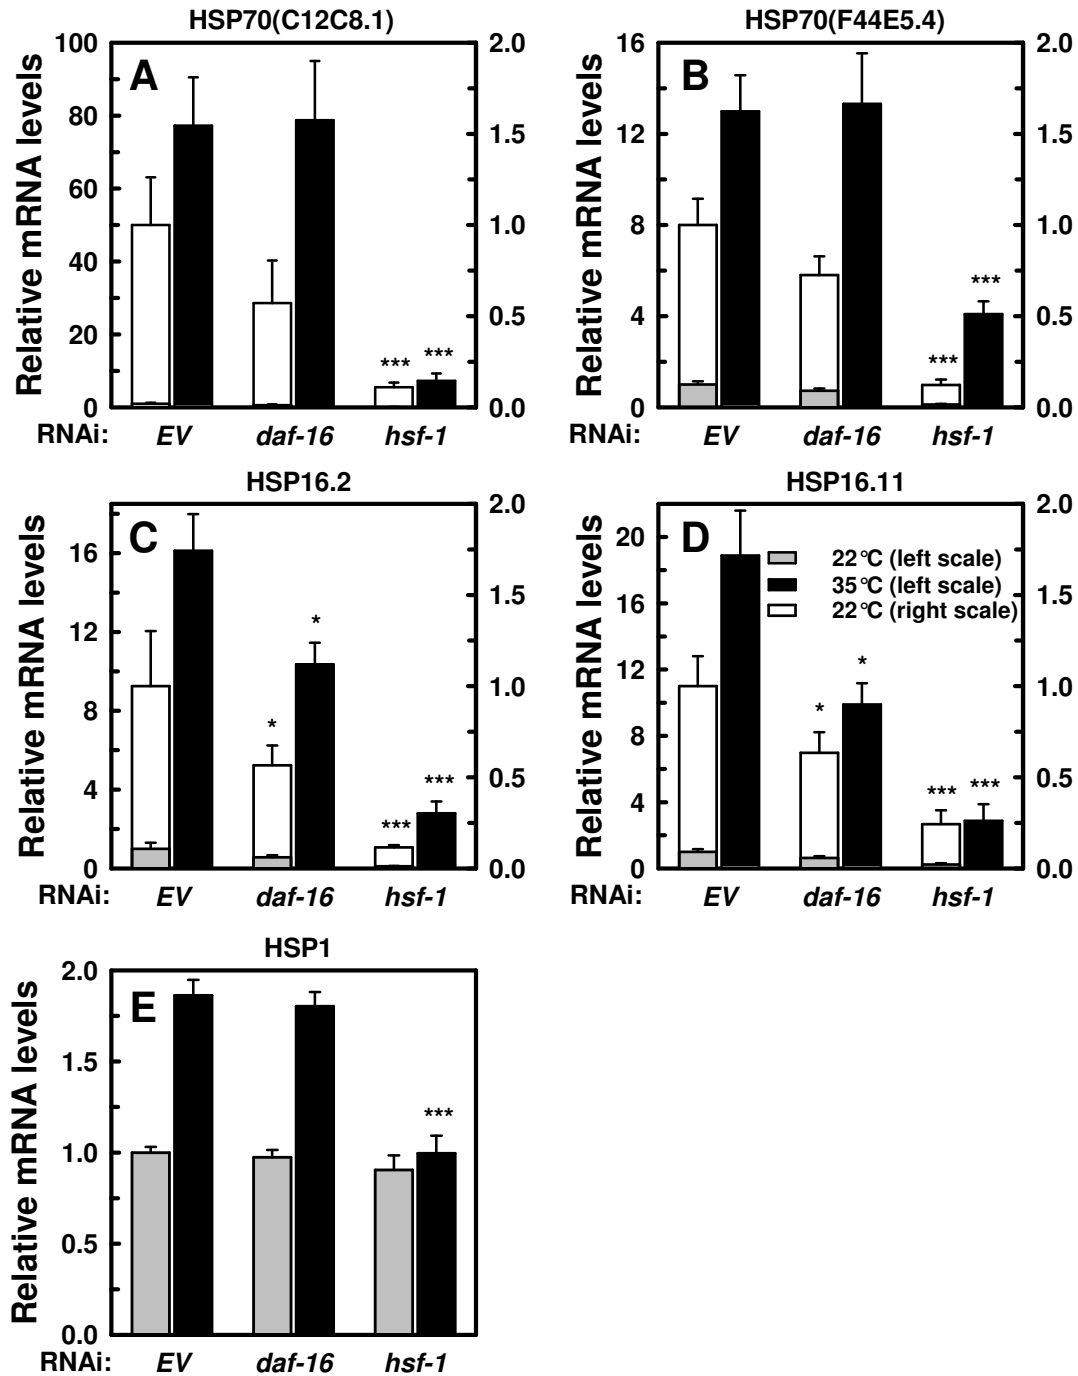 HSP70(C12C8.1)
A
Relative mRNA levels
100
80
60
40
20
0
2.0
1.5
1.0
0.5
0.0
***
***
RNAi: EV daf-16 hsf-1
HSP70(F44E5.4)
B
Relative mRNA levels
16
12
8
4
0
2.0
1.5
1.0
0.5
0.0
***
***
RNAi: EV daf-16 hsf-1
HSP16.2
C
Relative mRNA levels
16
12
8
4
0
2.0
1.5
1.0
0.5
0.0
*
*
***
***
RNAi: EV daf-16 hsf-1
HSP16.11
D
Relative mRNA levels
20
16
12
8
4
0
2.0
1.5
1.0
0.5
0.0
22°C (left scale)
35°C (left scale)
22°C (right scale)
*
*
***
***
RNAi: EV daf-16 hsf-1
HSP1
E
Relative mRNA levels
2.0
1.5
1.0
0.5
0.0
***
RNAi: EV daf-16 hsf-1